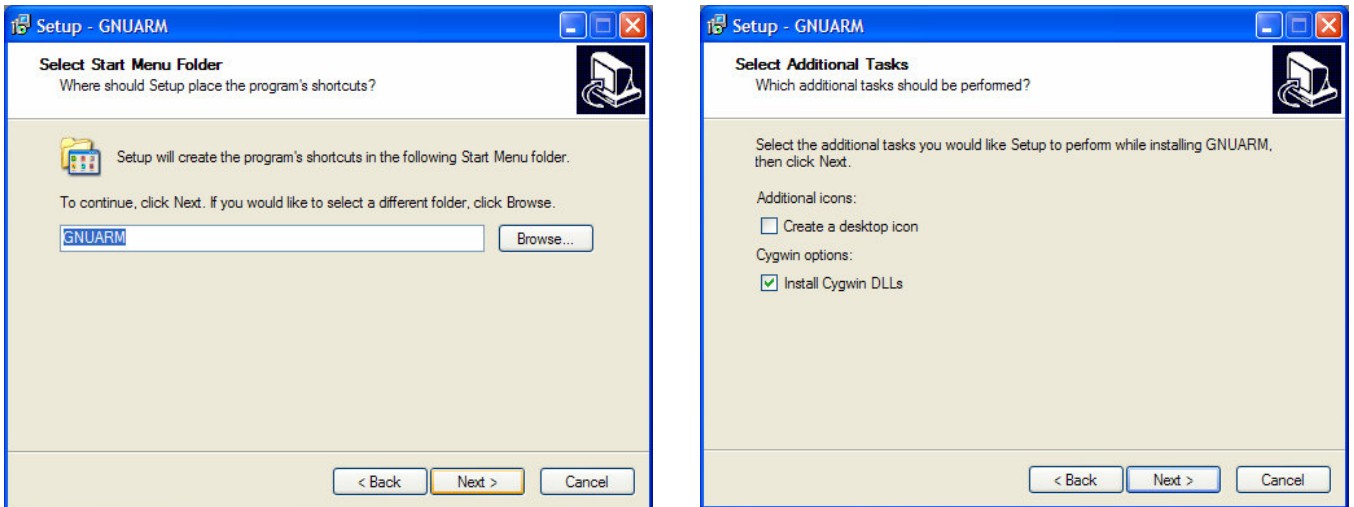 Setup - GNUARM
Select Start Menu Folder
Where should Setup place the program's shortcuts?
Setup will create the program's shortcuts in the following Start Menu folder.
To continue, click Next. If you would like to select a different folder, click Browse.
GNUARM
Browse...
< Back
Next >
Cancel
Setup - GNUARM
Select Additional Tasks
Which additional tasks should be performed?
Select the additional tasks you would like Setup to perform while installing GNUARM,
then click Next.
Additional icons:
Create a desktop icon
Cygwin options:
Install Cygwin DLLs
< Back
Next >
Cancel